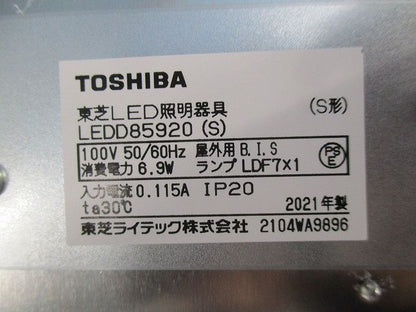 TOSHIBA
東芝LED照明器具 (S形)
LEDD85920 (S)
100V 50/60Hz 屋外用 B.I.S
消費電力 6.9W ランプ LDF7×1
PS E
入力電流 0.115A IP20
ta30℃ 2021年製
東芝ライテック株式会社 2104WA9896